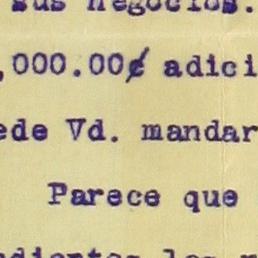 sus negocios.
,000.00¢ adici
ede Vd. mandar
Parece que